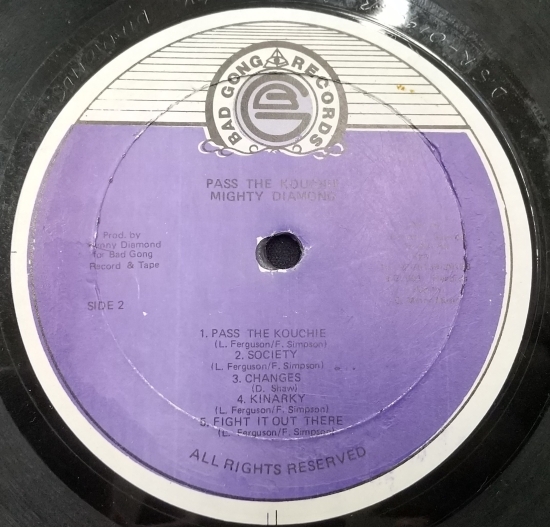 BAD GONG RECORDS
GB
PASS THE KOUCHIE
MIGHTY DIAMOND
Prod. by
for Bad Gong
Record & Tape
SIDE 2
1. PASS THE KOUCHIE
(L. Ferguson/F. Simpson)
2. SOCIETY
(L. Ferguson/F. Simpson)
3. CHANGES
(D. Shaw)
4. KINARKY
(L. Ferguson/F. Simpson)
5. FIGHT IT OUT THERE
(L. Ferguson/F. Simpson)
ALL RIGHTS RESERVED